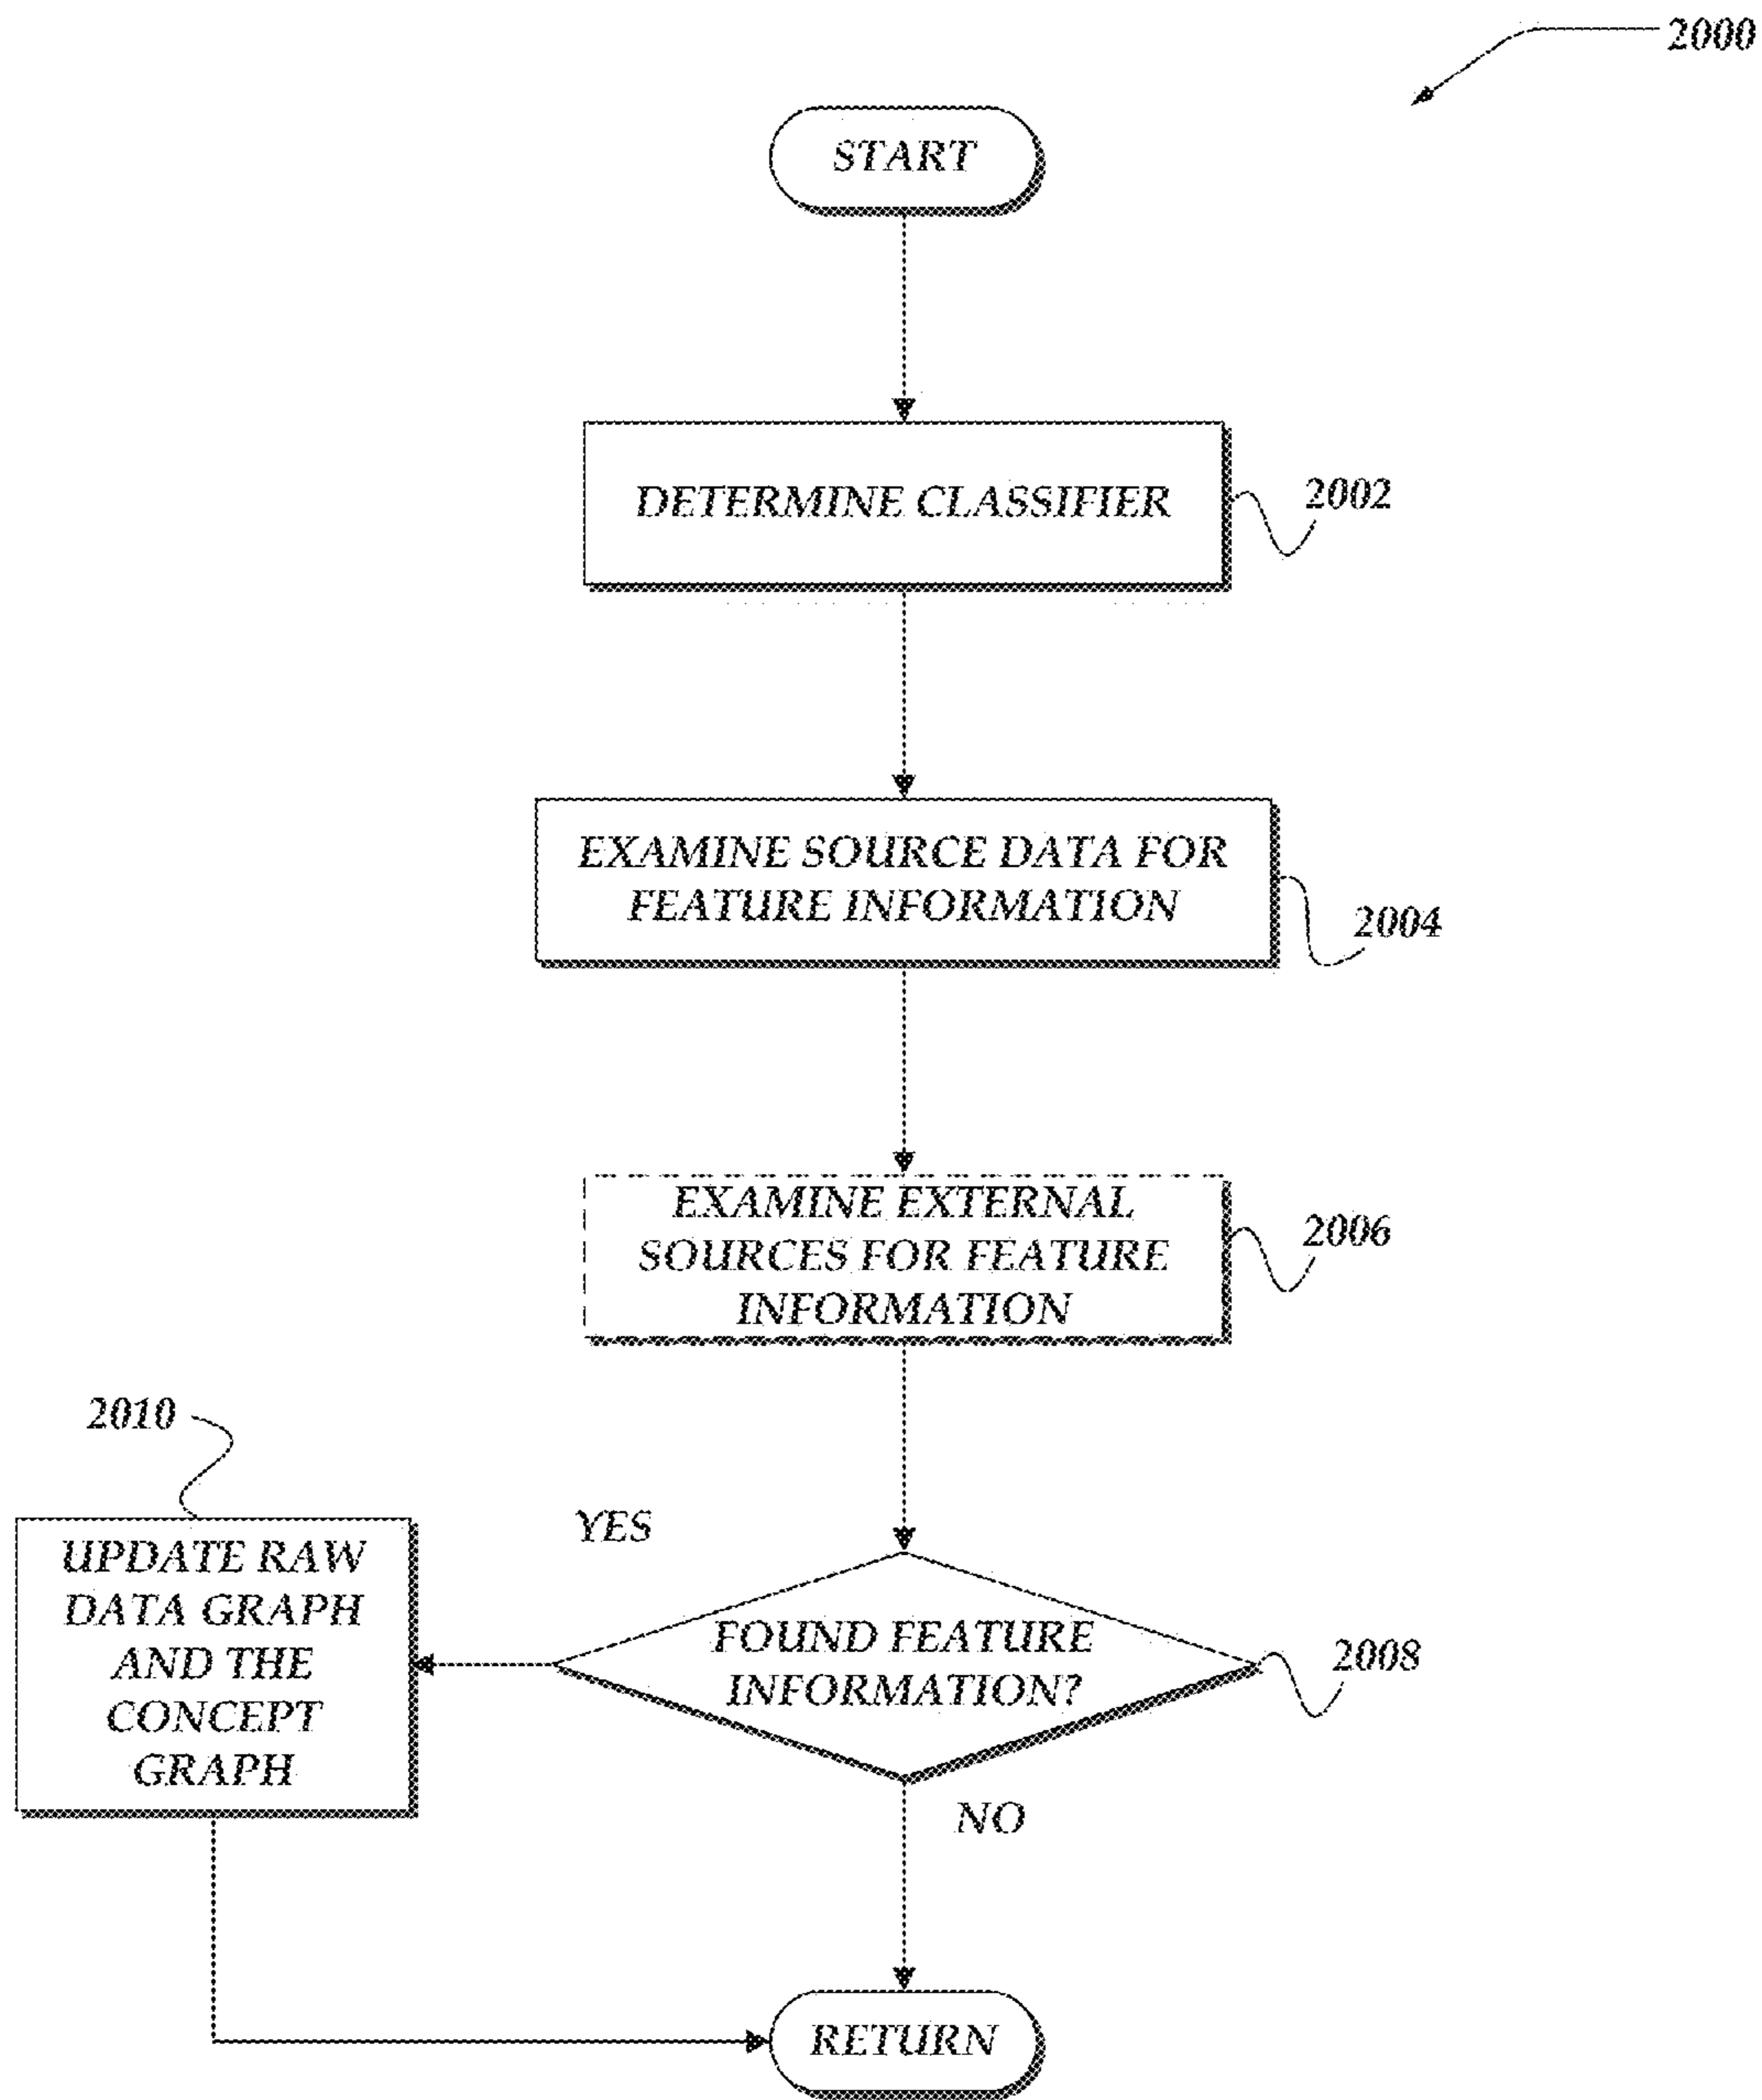 2000
START
DETERMINE CLASSIFIER
2002
EXAMINE SOURCE DATA FOR
FEATURE INFORMATION
2004
EXAMINE EXTERNAL
SOURCES FOR FEATURE
INFORMATION
2006
2010
YES
UPDATE RAW
DATA GRAPH
AND THE
CONCEPT
GRAPH
FOUND FEATURE
INFORMATION?
2008
NO
RETURN